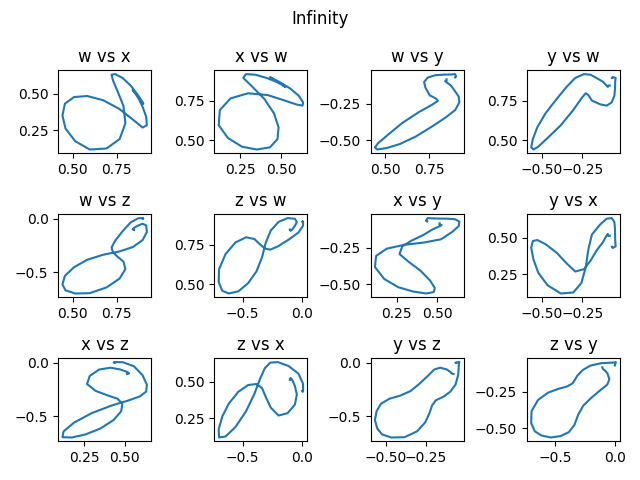 Infinity
w vs x
x vs w
w vs y
y vs w
0.50
0.25
0.50 0.75
0.75
0.50
0.25 0.50
−0.25
−0.50
0.50 0.75
0.75
0.50
−0.50 −0.25
w vs z
z vs w
x vs y
y vs x
0.0
−0.5
0.50 0.75
0.75
0.50
−0.5 0.0
−0.25
−0.50
0.25 0.50
0.50
0.25
−0.50 −0.25
x vs z
z vs x
y vs z
z vs y
0.0
−0.5
0.25 0.50
0.50
0.25
−0.5 0.0
0.0
−0.5
−0.50 −0.25
−0.25
−0.50
−0.5 0.0